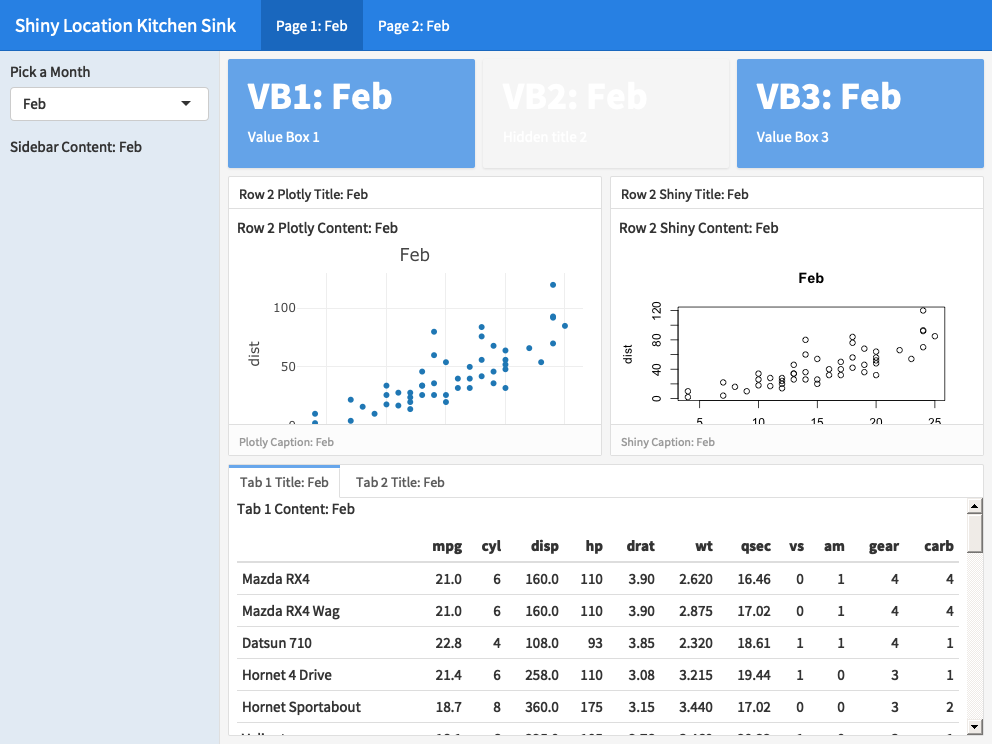 Shiny Location Kitchen Sink Page 1: Feb Page 2: Feb
Pick a Month
Feb
Sidebar Content: Feb
VB1: Feb
Value Box 1
VB2: Feb
Hidden title 2
VB3: Feb
Value Box 3
Row 2 Plotly Title: Feb
Row 2 Plotly Content: Feb
Feb
100
50
0
dist
Plotly Caption: Feb
Row 2 Shiny Title: Feb
Row 2 Shiny Content: Feb
Feb
120
80
40
0
dist
5 10 15 20 25
Shiny Caption: Feb
Tab 1 Title: Feb Tab 2 Title: Feb
Tab 1 Content: Feb
mpg cyl disp hp drat wt qsec vs am gear carb
Mazda RX4 21.0 6 160.0 110 3.90 2.620 16.46 0 1 4 4
Mazda RX4 Wag 21.0 6 160.0 110 3.90 2.875 17.02 0 1 4 4
Datsun 710 22.8 4 108.0 93 3.85 2.320 18.61 1 1 4 1
Hornet 4 Drive 21.4 6 258.0 110 3.08 3.215 19.44 1 0 3 1
Hornet Sportabout 18.7 8 360.0 175 3.15 3.440 17.02 0 0 3 2